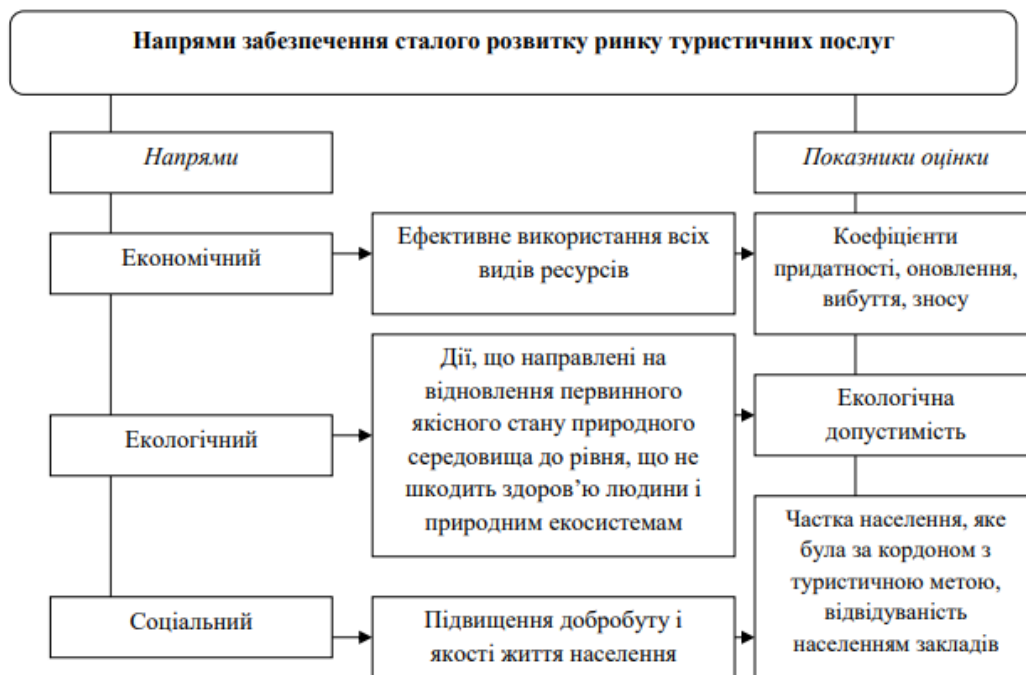 Напрями забезпечення сталого розвитку ринку туристичних послуг
Напрями
Показники оцінки
Економічний
Ефективне використання всіх
видів ресурсів
Коефіцієнти
придатності, оновлення,
вибуття, зносу
Екологічний
Дії, що направлені на
відновлення первинного
якісного стану природного
середовища до рівня, що не
шкодить здоров’ю людини і
природним екосистемам
Екологічна
допустимість
Соціальний
Підвищення добробуту і
якості життя населення
Частка населення, яке
була за кордоном з
туристичною метою,
відвідуваність
населенням закладів